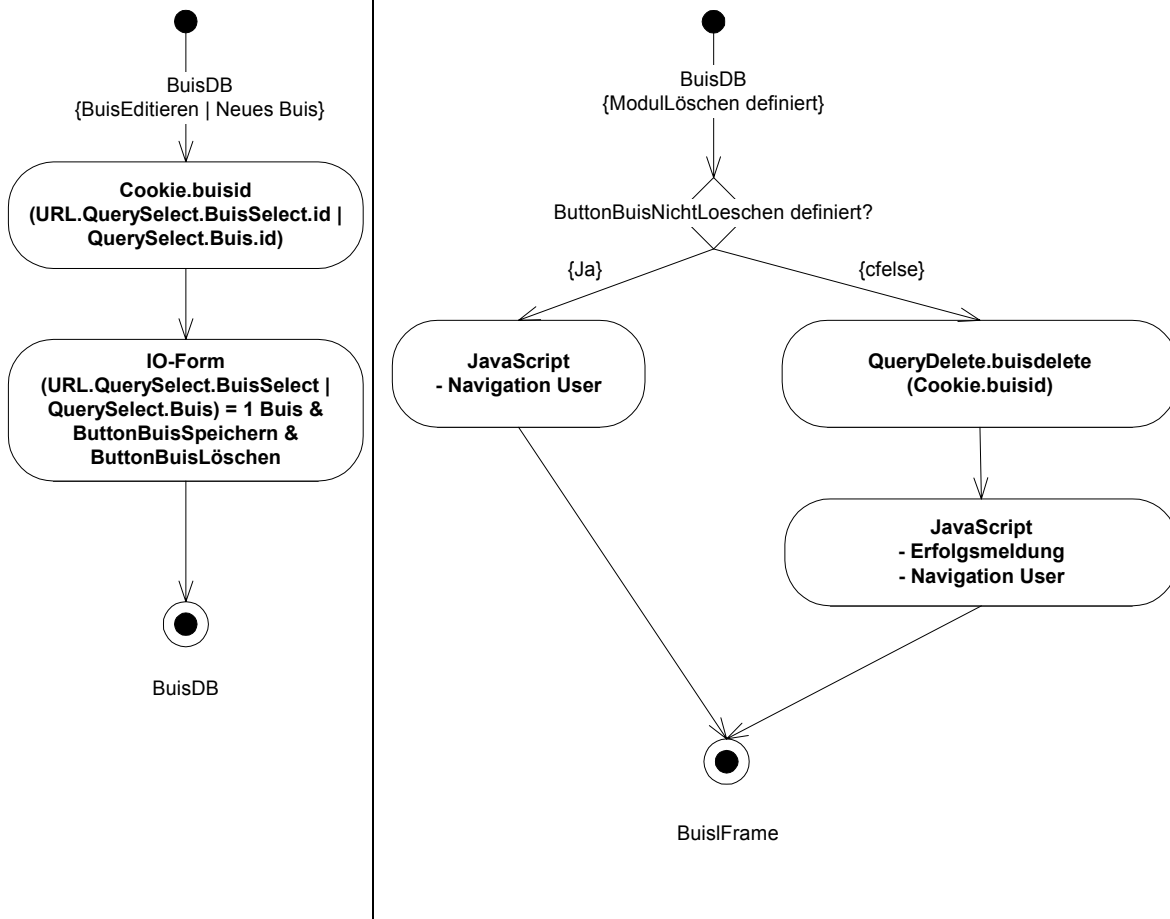 BuisDB
{BuisEditieren | Neues Buis}
Cookie.buisid
(URL.QuerySelect.BuisSelect.id |
QuerySelect.Buis.id)
IO-Form
(URL.QuerySelect.BuisSelect |
QuerySelect.Buis) = 1 Buis &
ButtonBuisSpeichern &
ButtonBuisLöschen
BuisDB
BuisDB
{ModulLöschen definiert}
ButtonBuisNichtLoeschen definiert?
{Ja}
{cfelse}
JavaScript
- Navigation User
QueryDelete.buisdelete
(Cookie.buisid)
JavaScript
- Erfolgsmeldung
- Navigation User
BuisIFrame